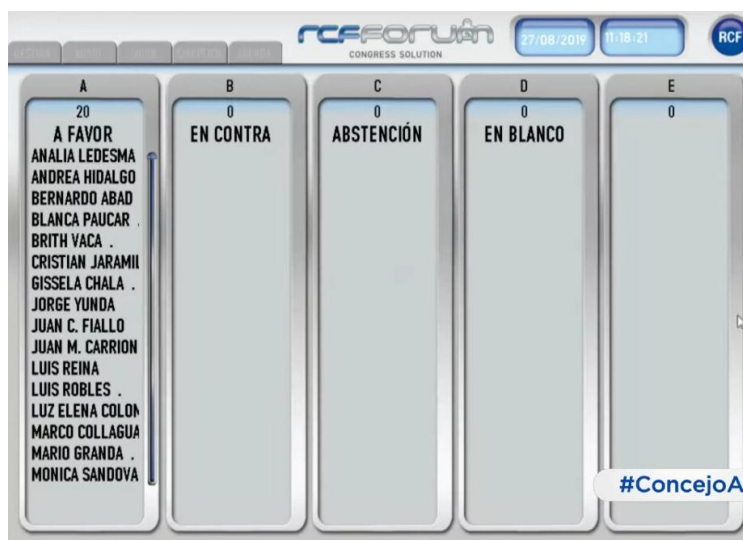 RCFFORUM
CONGRESS SOLUTION
27/08/2019
11:18:21
RCF
A
20
A FAVOR
ANALIA LEDESMA
ANDREA HIDALGO
BERNARDO ABAD
BLANCA PAUCAR .
BRITH VACA .
CRISTIAN JARAMIL
GISSELA CHALA .
JORGE YUNDA
JUAN C. FIALLO
JUAN M. CARRION
LUIS REINA
LUIS ROBLES .
LUZ ELENA COLON
MARCO COLLAGUA
MARIO GRANDA .
MONICA SANDOVA
B
0
EN CONTRA
C
0
ABSTENCIÓN
D
0
EN BLANCO
E
0
#ConcejoA